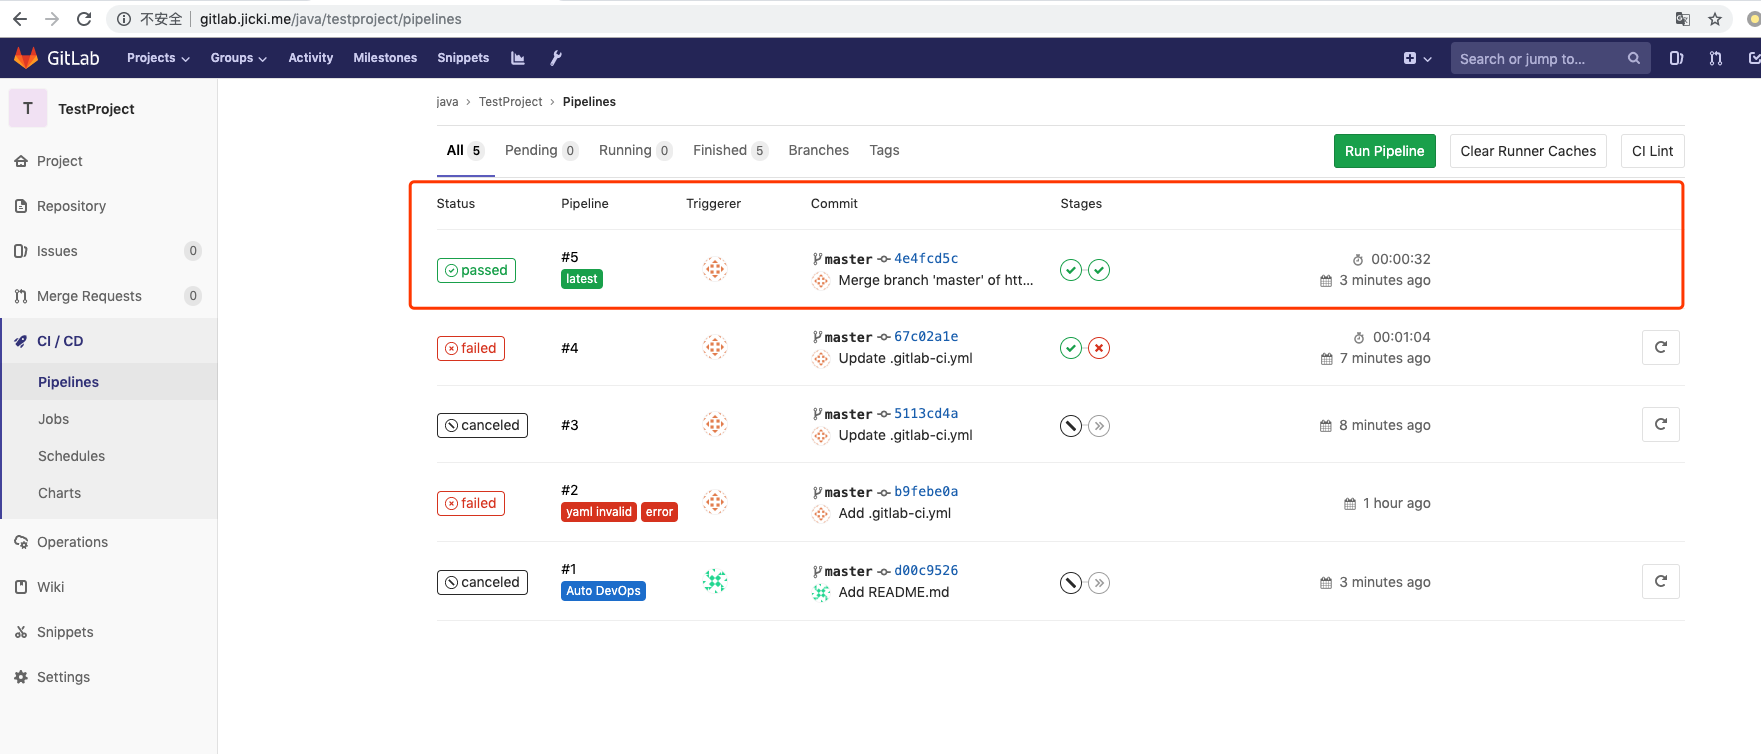 不安全 gitlab.jicki.me/java/testproject/pipelines
GitLab Projects Groups Activity Milestones Snippets Search or jump to...
T TestProject
Project
Repository
Issues 0
Merge Requests 0
CI / CD
Pipelines
Jobs
Schedules
Charts
Operations
Wiki
Snippets
Settings
java › TestProject › Pipelines
All 5 Pending 0 Running 0 Finished 5 Branches Tags Run Pipeline Clear Runner Caches CI Lint
Status Pipeline Triggerer Commit Stages
passed #5 latest master 4e4fcd5c 00:00:32
Merge branch 'master' of htt... 3 minutes ago
failed #4 master 67c02a1e 00:01:04
Update .gitlab-ci.yml 7 minutes ago
canceled #3 master 5113cd4a 8 minutes ago
Update .gitlab-ci.yml
failed #2 yaml invalid error master b9febe0a 1 hour ago
Add .gitlab-ci.yml
canceled #1 Auto DevOps master d00c9526 3 minutes ago
Add README.md